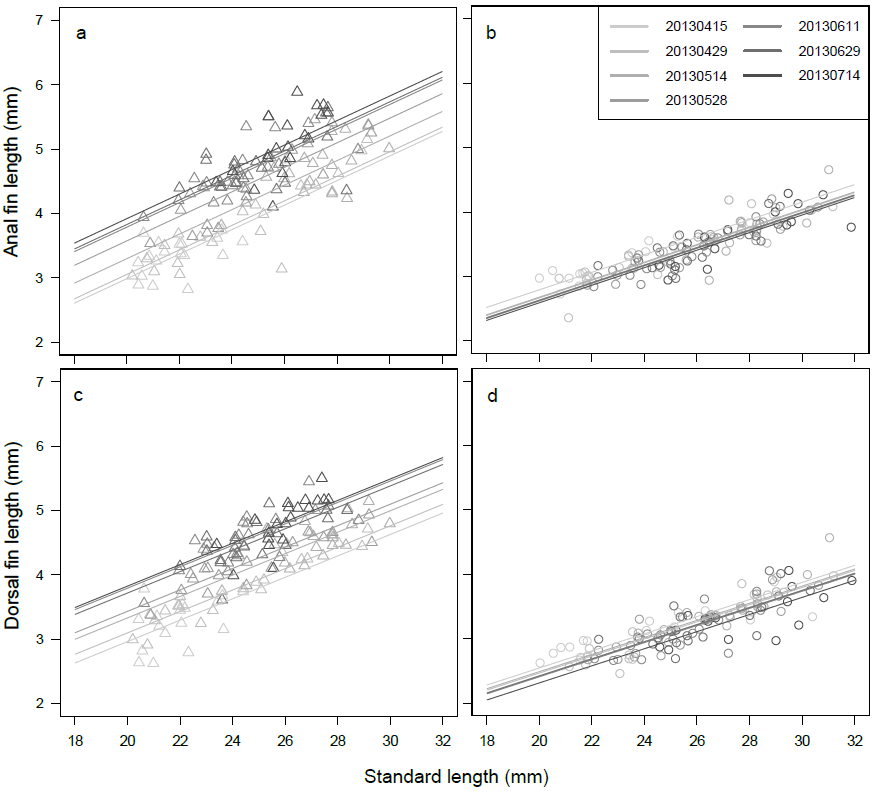 7
a
b
20130415 20130611
20130429 20130629
20130514 20130714
20130528
6
5
4
3
2
Anal fin length (mm)
7
c
d
6
5
4
3
2
Dorsal fin length (mm)
18 20 22 24 26 28 30 32 18 20 22 24 26 28 30 32
Standard length (mm)